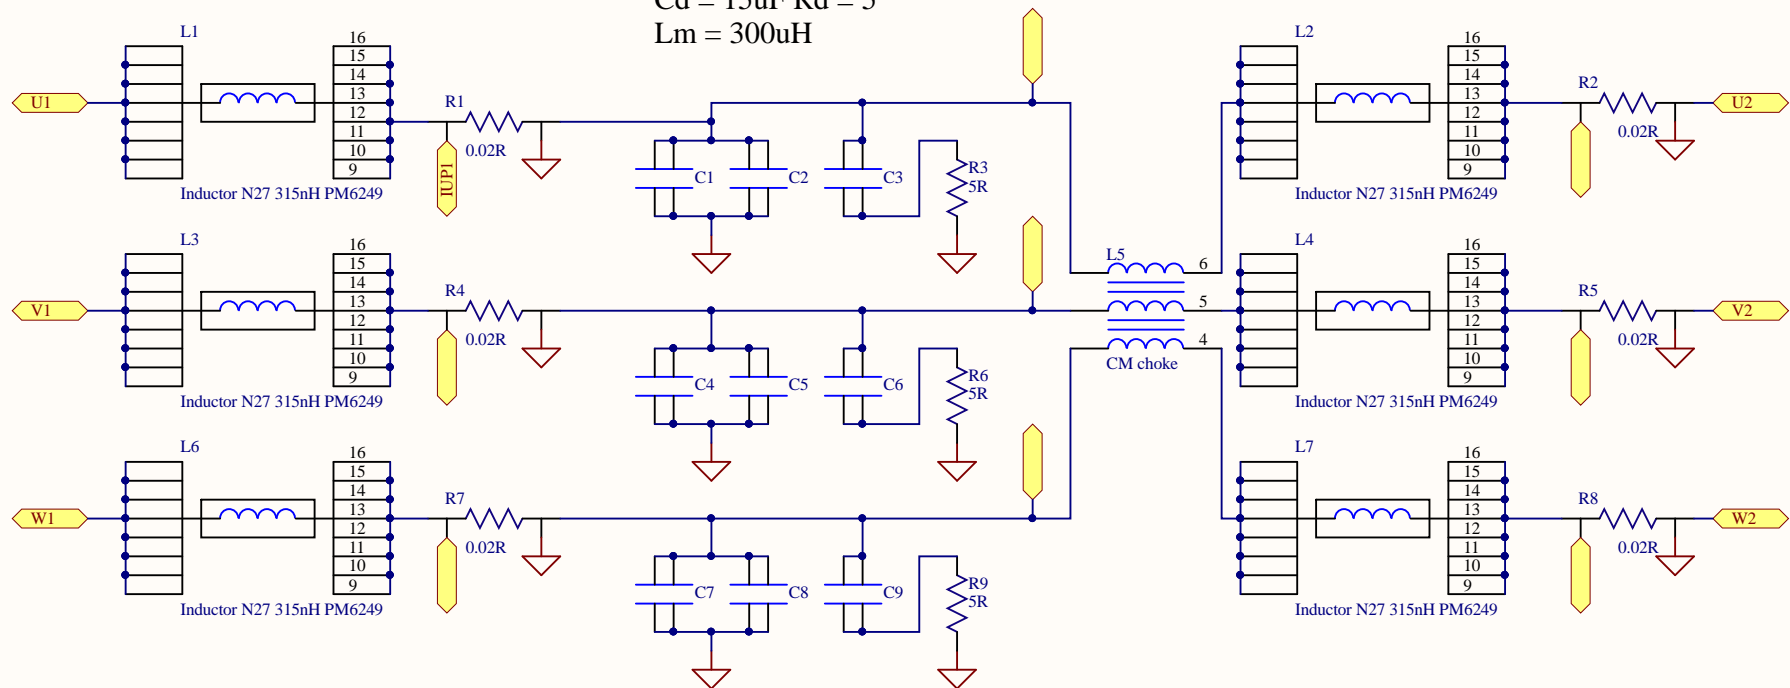 Cd = 15uF Rd = 5
Lm = 300uH
L1
16
15
14
13
12
11
10
9
U1
Inductor N27 315nH PM6249
R1
0.02R
IUP1
C1
C2
C3
R3
5R
L2
16
15
14
13
12
11
10
9
Inductor N27 315nH PM6249
R2
0.02R
U2
L3
16
15
14
13
12
11
10
9
V1
Inductor N27 315nH PM6249
R4
0.02R
C4
C5
C6
R6
5R
L5
6
5
4
CM choke
L4
16
15
14
13
12
11
10
9
Inductor N27 315nH PM6249
R5
0.02R
V2
L6
16
15
14
13
12
11
10
9
W1
Inductor N27 315nH PM6249
R7
0.02R
C7
C8
C9
R9
5R
L7
16
15
14
13
12
11
10
9
Inductor N27 315nH PM6249
R8
0.02R
W2